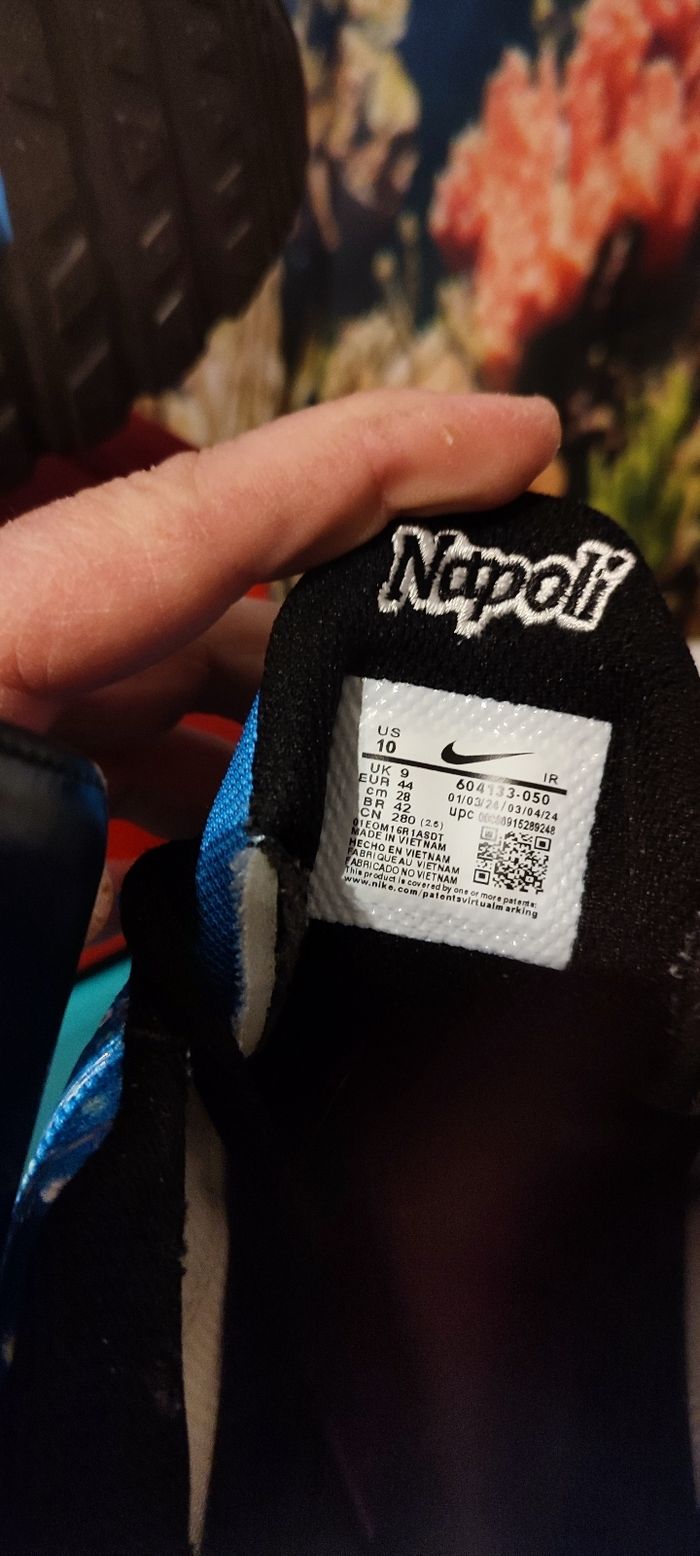 Napoli
US
10
IR
UK 9
EUR 44
cm 28
BR 42
CN 280 (2.5)
604133-050
01/03/24/03/04/24
upc
01EOM16R1ASDT
MADE IN VIETNAM
HECHO EN VIETNAM
FABRIQUE AU VIETNAM
FABRICADO NO VIETNAM
This product is covered by one or more patents:
www.nike.com/patentsvirtualmarking